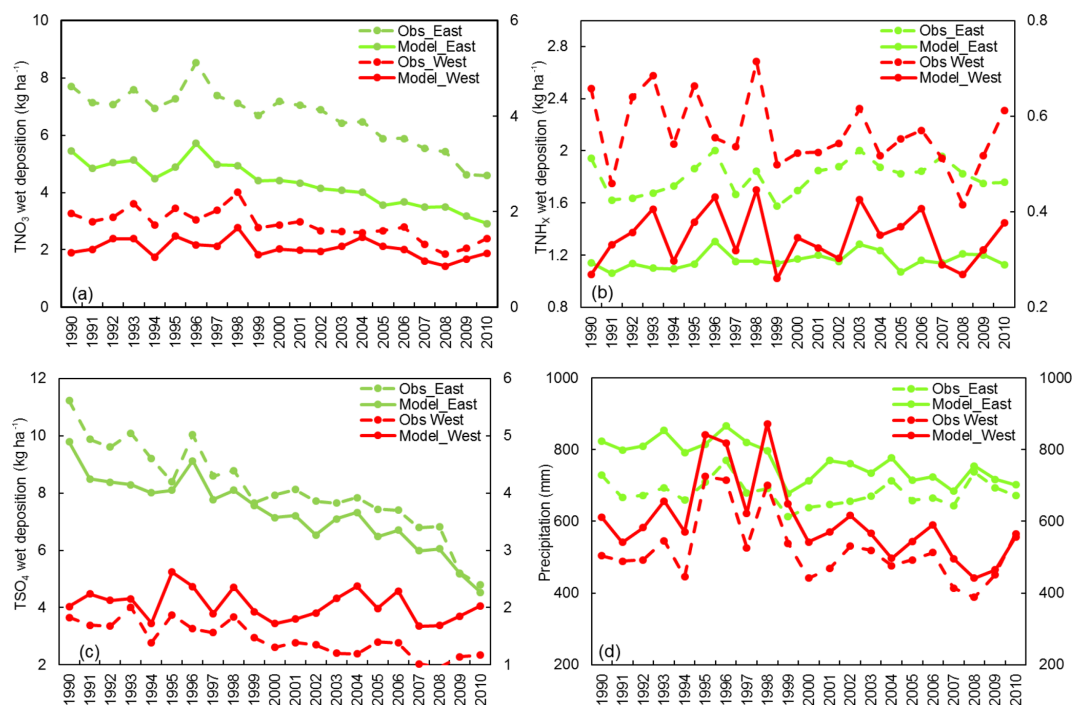 10
8
6
4
2
0
TNO₃ wet deposition (kg ha⁻¹)
6
4
2
0
Obs_East
Model_East
Obs West
Model_West
(a)
1990 1991 1992 1993 1994 1995 1996 1997 1998 1999 2000 2001 2002 2003 2004 2005 2006 2007 2008 2009 2010
2.8
2.4
2
1.6
1.2
0.8
TNHₓ wet deposition (kg ha⁻¹)
0.8
0.6
0.4
0.2
Obs_East
Model_East
Obs West
Model_West
(b)
1990 1991 1992 1993 1994 1995 1996 1997 1998 1999 2000 2001 2002 2003 2004 2005 2006 2007 2008 2009 2010
12
10
8
6
4
2
TSO₄ wet deposition (kg ha⁻¹)
6
5
4
3
2
1
Obs_East
Model_East
Obs West
Model_West
(c)
1990 1991 1992 1993 1994 1995 1996 1997 1998 1999 2000 2001 2002 2003 2004 2005 2006 2007 2008 2009 2010
1000
800
600
400
200
Precipitation (mm)
1000
800
600
400
200
Obs_East
Model_East
Obs West
Model_West
(d)
1990 1991 1992 1993 1994 1995 1996 1997 1998 1999 2000 2001 2002 2003 2004 2005 2006 2007 2008 2009 2010